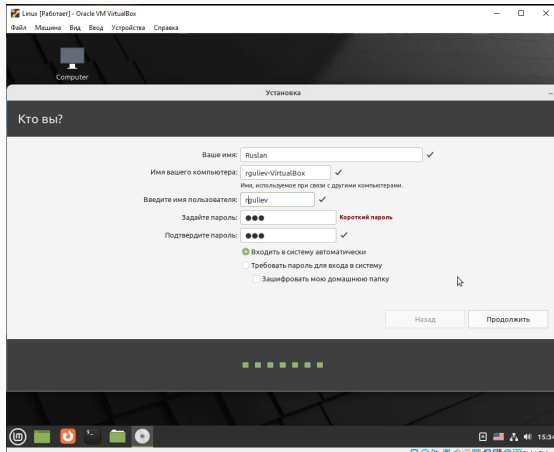 Linux [Работает] - Oracle VM VirtualBox
Файл Машина Вид Ввод Устройства Справка
Computer
Установка
Кто вы?
Ваше имя: Ruslan
Имя вашего компьютера: rguliev-VirtualBox
Имя, используемое при связи с другими компьютерами.
Введите имя пользователя: rguliev
Задайте пароль: ●●● Короткий пароль
Подтвердите пароль: ●●●
Входить в систему автоматически
Требовать пароль для входа в систему
Зашифровать мою домашнюю папку
Назад Продолжить
15:34